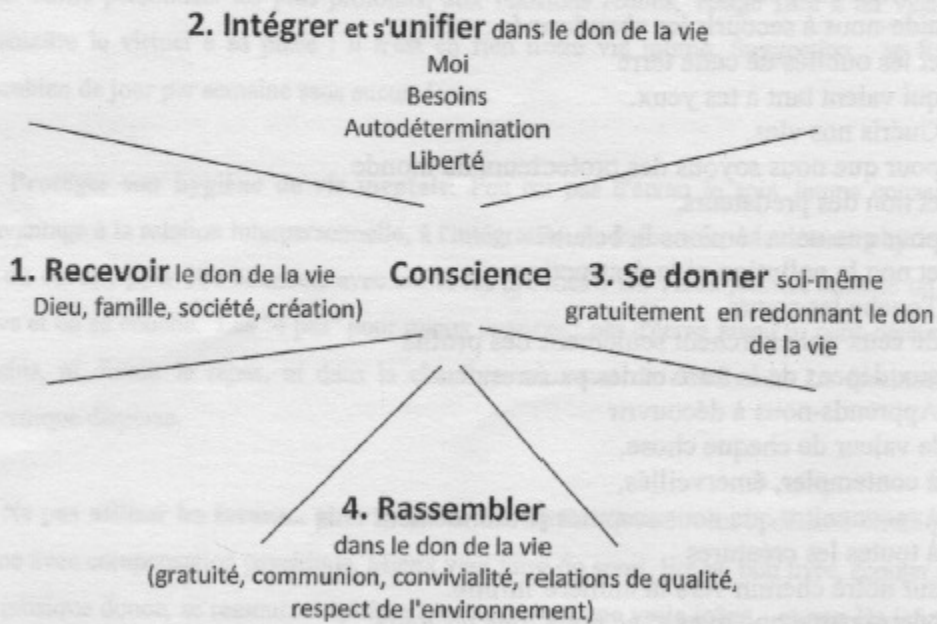 2. Intégrer et s'unifier dans le don de la vie
Moi
Besoins
Autodétermination
Liberté
1. Recevoir le don de la vie
Dieu, famille, société, création)
Conscience
3. Se donner soi-même
gratuitement en redonnant le don
de la vie
4. Rassembler
dans le don de la vie
(gratuité, communion, convivialité, relations de qualité,
respect de l'environnement)